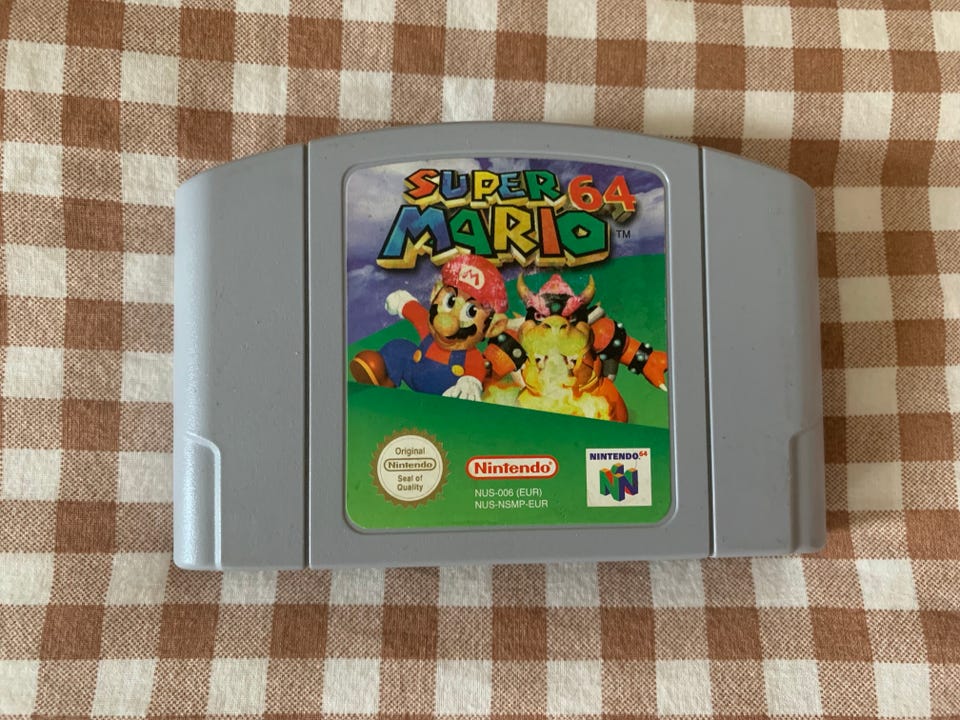 SUPER
MARIO 64
TM
M
Original
Nintendo
Seal of
Quality
Nintendo®
NUS-006 (EUR)
NUS-NSMP-EUR
NINTENDO64